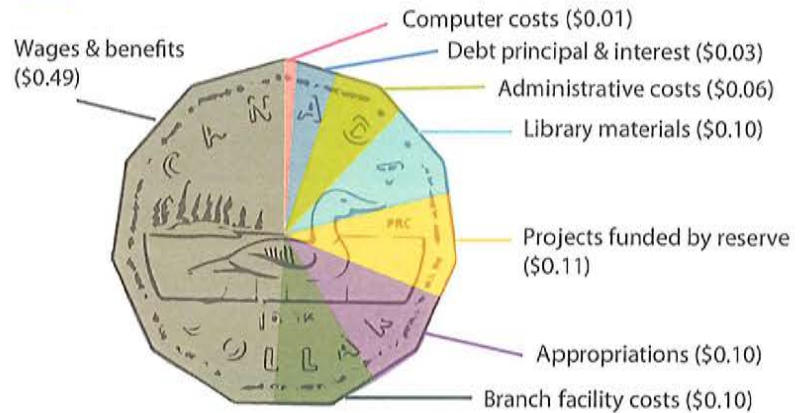 Computer costs ($0.01)
Wages & benefits
($0.49)
Debt principal & interest ($0.03)
Administrative costs ($0.06)
Library materials ($0.10)
PRC
Projects funded by reserve
($0.11)
Appropriations ($0.10)
Branch facility costs ($0.10)